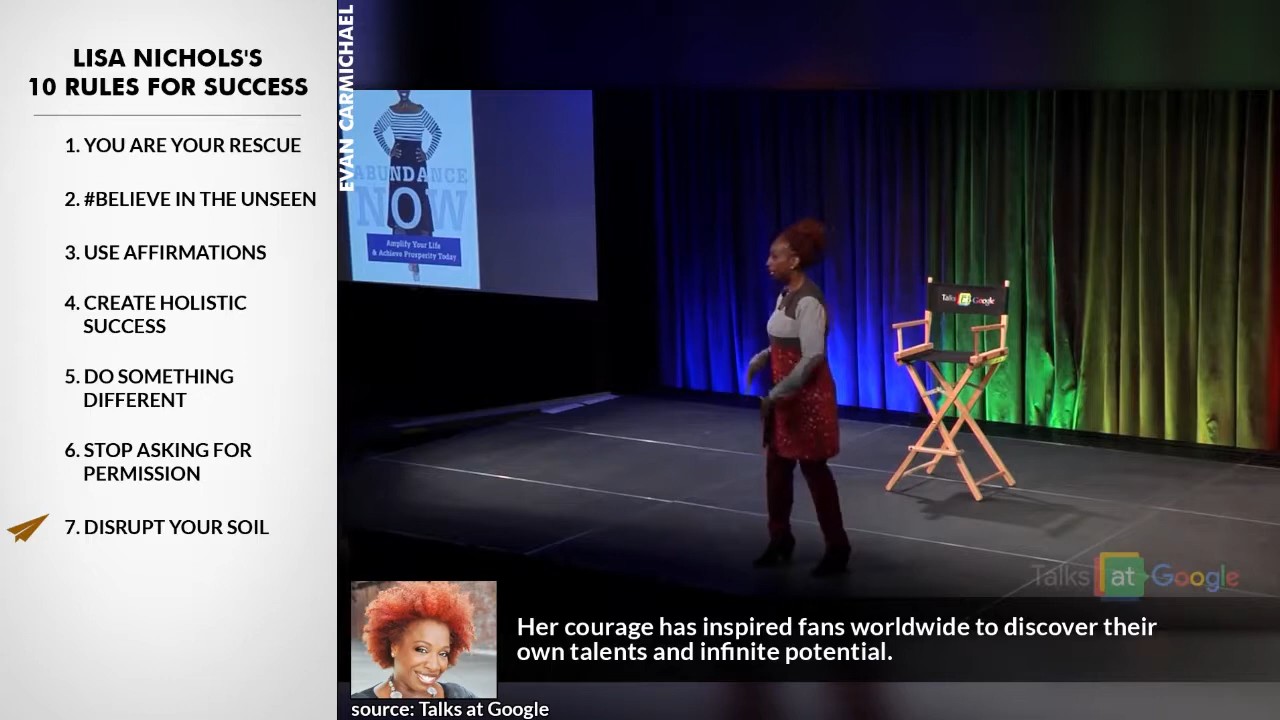 LISA NICHOLS'S
10 RULES FOR SUCCESS
1. YOU ARE YOUR RESCUE
2. #BELIEVE IN THE UNSEEN
3. USE AFFIRMATIONS
4. CREATE HOLISTIC
SUCCESS
5. DO SOMETHING
DIFFERENT
6. STOP ASKING FOR
PERMISSION
7. DISRUPT YOUR SOIL
EVAN CARMICHAEL
ABUNDANCE
NOW
Amplify Your Life
& Achieve Prosperity Today
Talks at Google
Talks at Google
Her courage has inspired fans worldwide to discover their
own talents and infinite potential.
source: Talks at Google